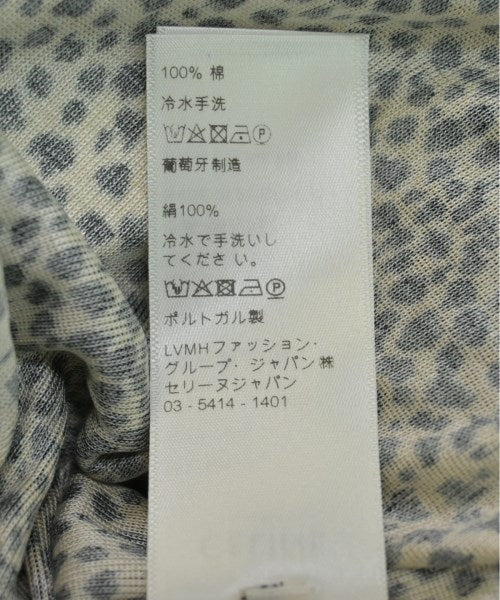 100% 棉
冷水手洗
葡萄牙制造
絹100%
冷水で手洗いし
てくださ い。
ポルトガル製
LVMHファッション・
グループ・ジャパン 株
セリーヌジャパン
03 - 5414 - 1401